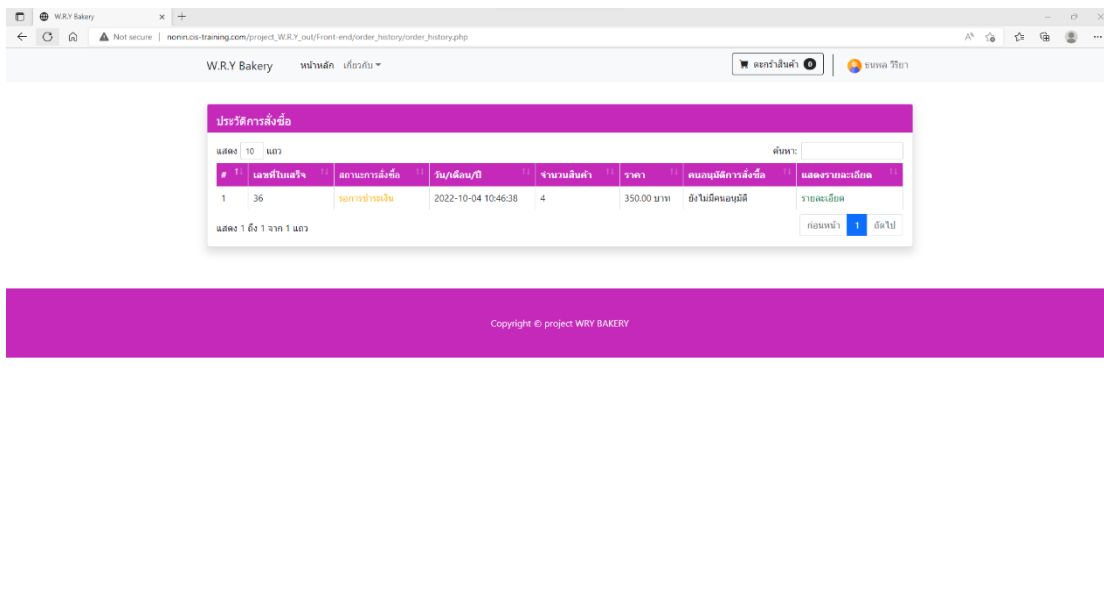 W.R.Y Bakery
Not secure | nonin.cis-training.com/project_W.R.Y_out/Front-end/order_history/order_history.php
W.R.Y Bakery หน้าหลัก เกี่ยวกับ ตะกร้าสินค้า 0 ธนพล วิริยา
ประวัติการสั่งซื้อ
แสดง 10 แถว ค้นหา:
# เลขที่ใบเสร็จ สถานะการสั่งซื้อ วัน/เดือน/ปี จำนวนสินค้า ราคา คนอนุมัติการสั่งซื้อ แสดงรายละเอียด
1 36 รอการชำระเงิน 2022-10-04 10:46:38 4 350.00 บาท ยังไม่มีคนอนุมัติ รายละเอียด
แสดง 1 ถึง 1 จาก 1 แถว ก่อนหน้า 1 ถัดไป
Copyright © project WRY BAKERY